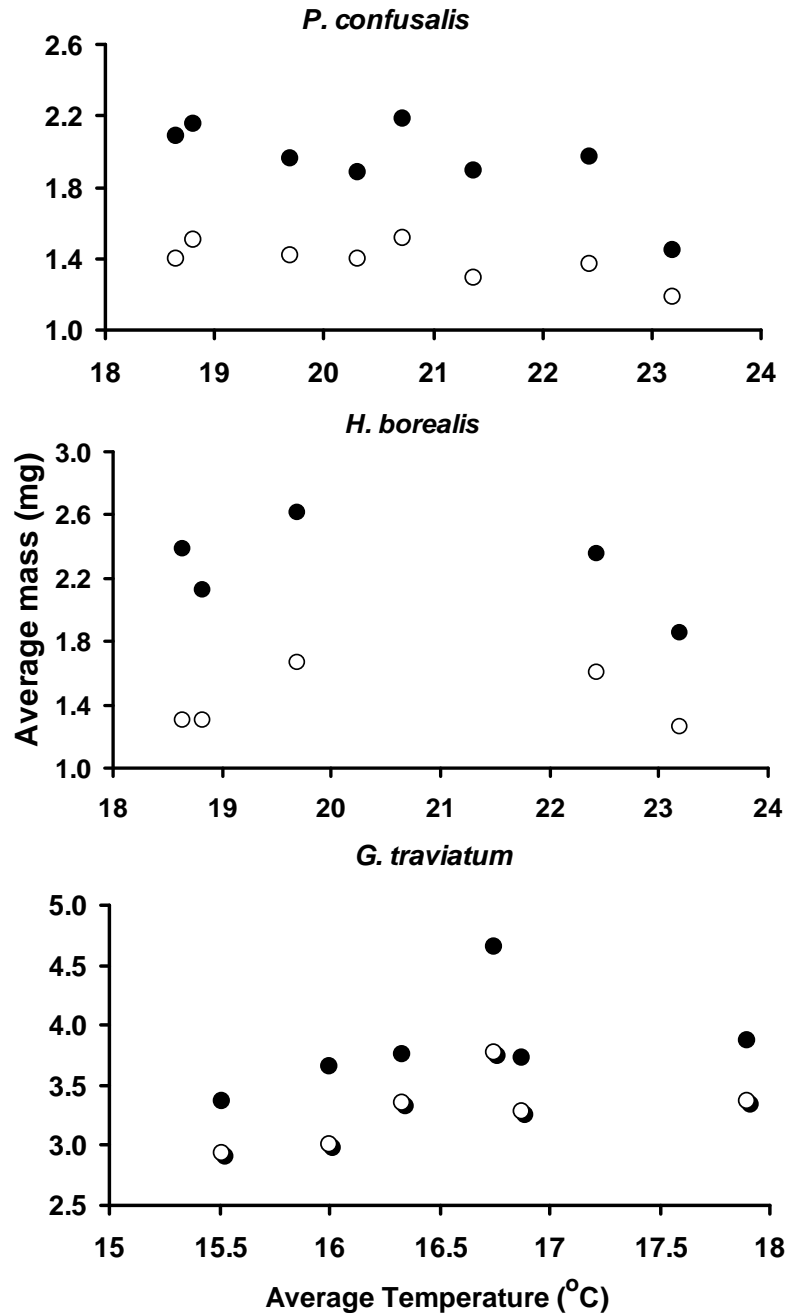 P. confusalis
2.6
2.2
1.8
1.4
1.0
18 19 20 21 22 23 24
H. borealis
Average mass (mg)
3.0
2.6
2.2
1.8
1.4
1.0
18 19 20 21 22 23 24
G. traviatum
5.0
4.5
4.0
3.5
3.0
2.5
15 15.5 16 16.5 17 17.5 18
Average Temperature (°C)